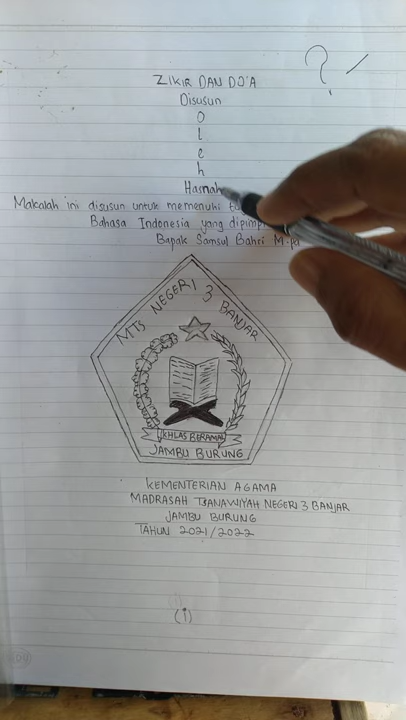 ?
ZIKIR DAN DO'A
Disusun
O
l
e
h
Hasnah
Makalah ini disusun untuk memenuhi
Bahasa Indonesia yang dipimp
Bapak Samsul Bahri M.pd
MTs NEGERI 3 BANJAR
IKHLAS BERAMAL
JAMBU BURUNG
KEMENTERIAN AGAMA
MADRASAH TSANAWIYAH NEGERI 3 BANJAR
JAMBU BURUNG
TAHUN 2021/2022
(i)